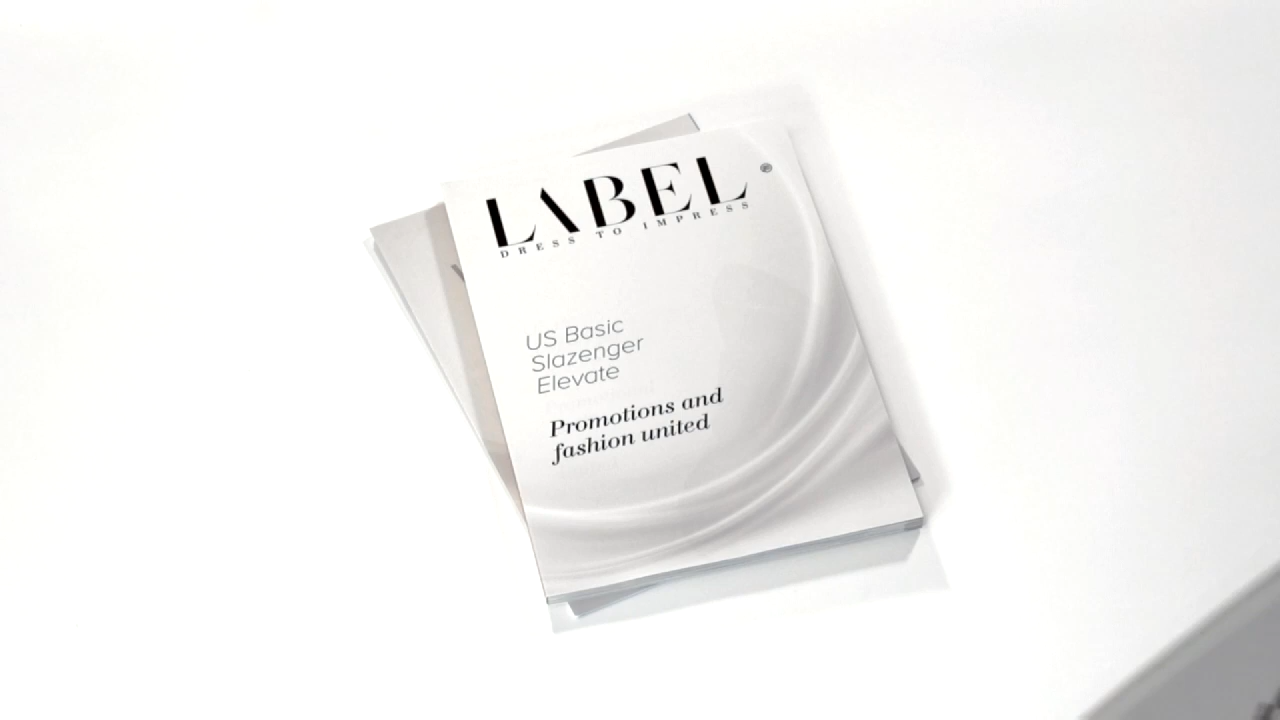 LABEL ®
DRESS TO IMPRESS
US Basic
Slazenger
Elevate
Promotions and
fashion united